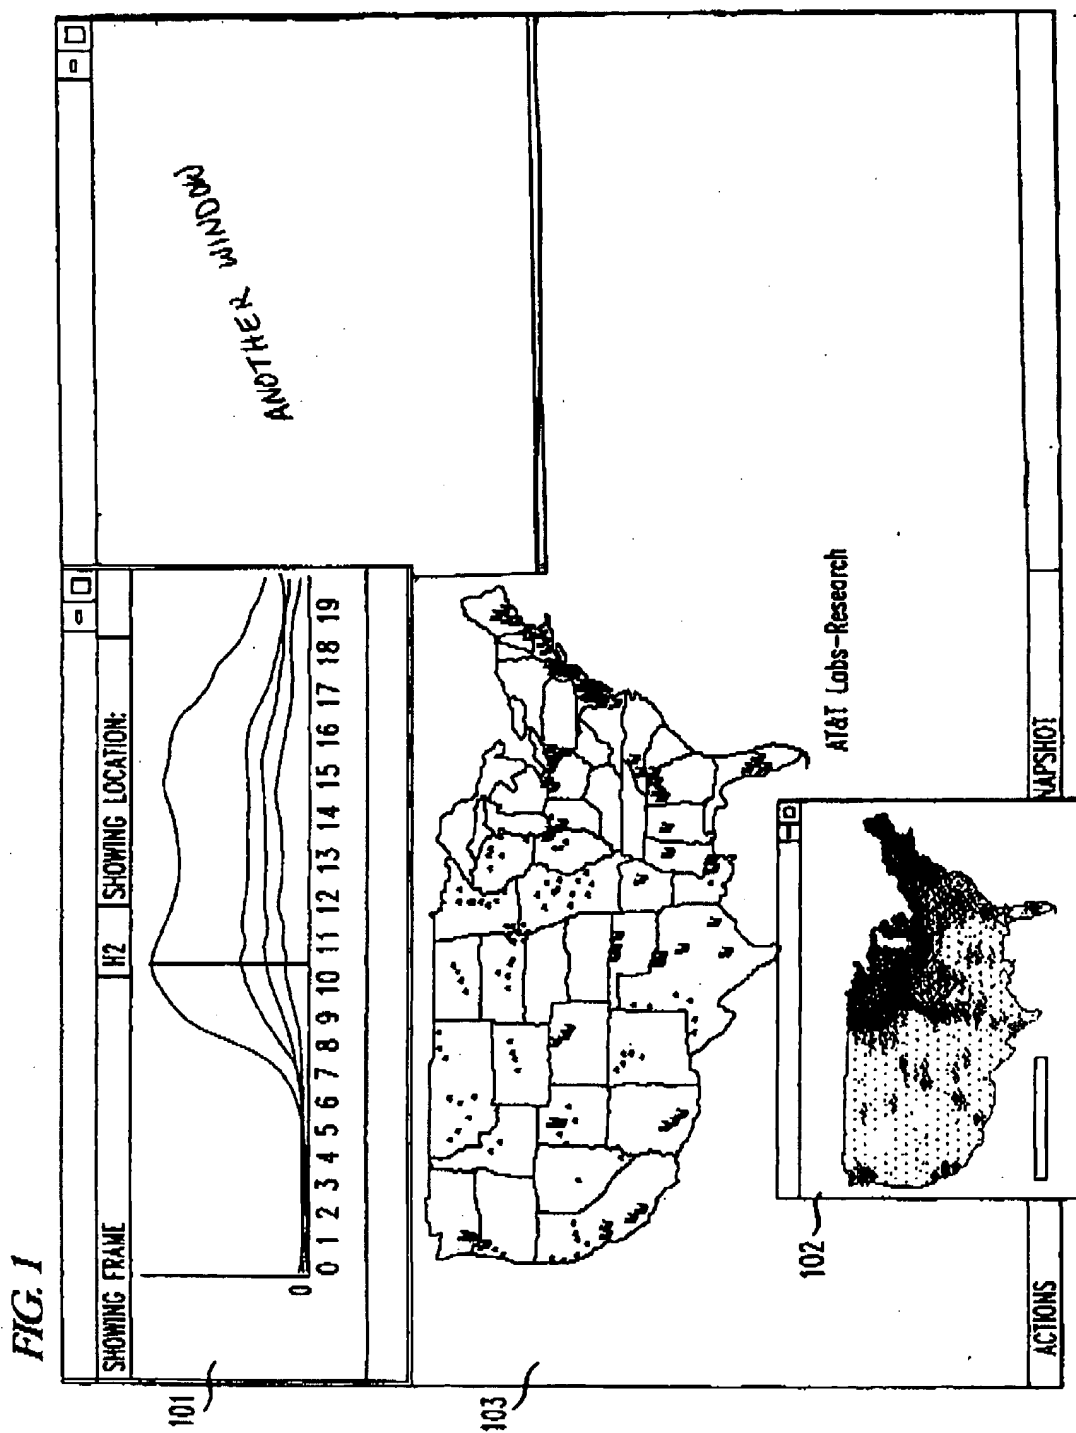 FIG. 1
101
SHOWING FRAME
H2
SHOWING LOCATION:
0
0 1 2 3 4 5 6 7 8 9 10 11 12 13 14 15 16 17 18 19
ANOTHER WINDOW
103
AT&T Labs-Research
102
ACTIONS
NAPSHOT